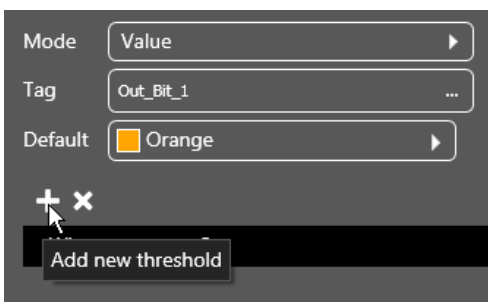 Mode Value
Tag Out_Bit_1 ...
Default Orange
Add new threshold